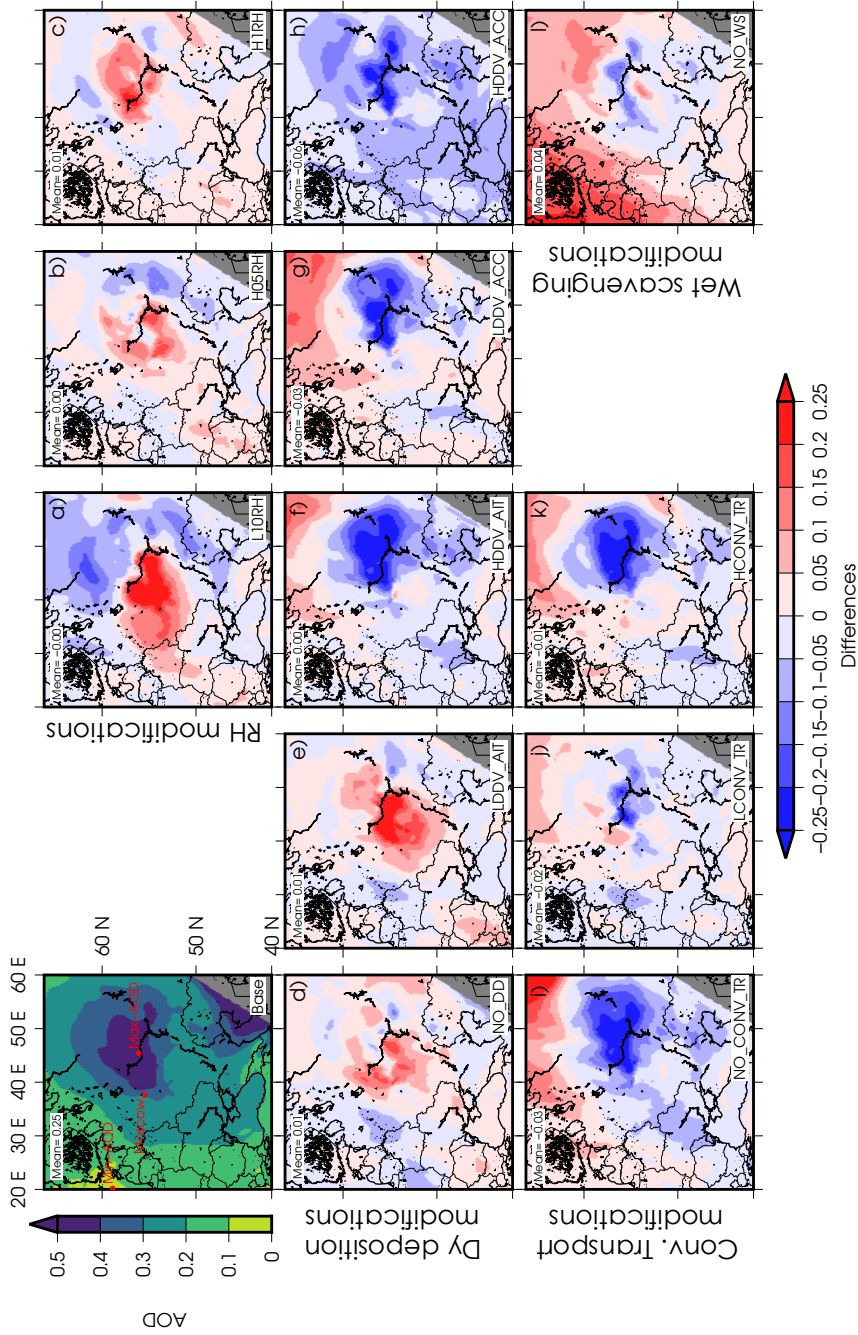 AOD
0
0.1
0.2
0.3
0.4
0.5
20 E
30 E
40 E
50 E
60 E
60 N
50 N
40 N
Mean= 0.25
Min-AOD
Moscow
Max-AOD
Base
RH modifications
Mean= -0.00
a)
L10RH
Mean= 0.00
b)
H05RH
Mean= 0.01
c)
H1RH
Dy deposition
modifications
Mean= 0.01
d)
NO_DD
Mean= 0.01
e)
LDDV_AIT
Mean= 0.00
f)
HDDV_AIT
Mean= -0.03
g)
LDDV_ACC
Mean= -0.06
h)
HDDV_ACC
Conv. Transport
modifications
Mean= -0.03
i)
NO_CONV_TR
Mean= -0.02
j)
LCONV_TR
Mean= -0.01
k)
HCONV_TR
Wet scavenging
modifications
Mean= 0.04
l)
NO_WS
-0.25-0.2-0.15-0.1-0.05 0 0.05 0.1 0.15 0.2 0.25
Differences